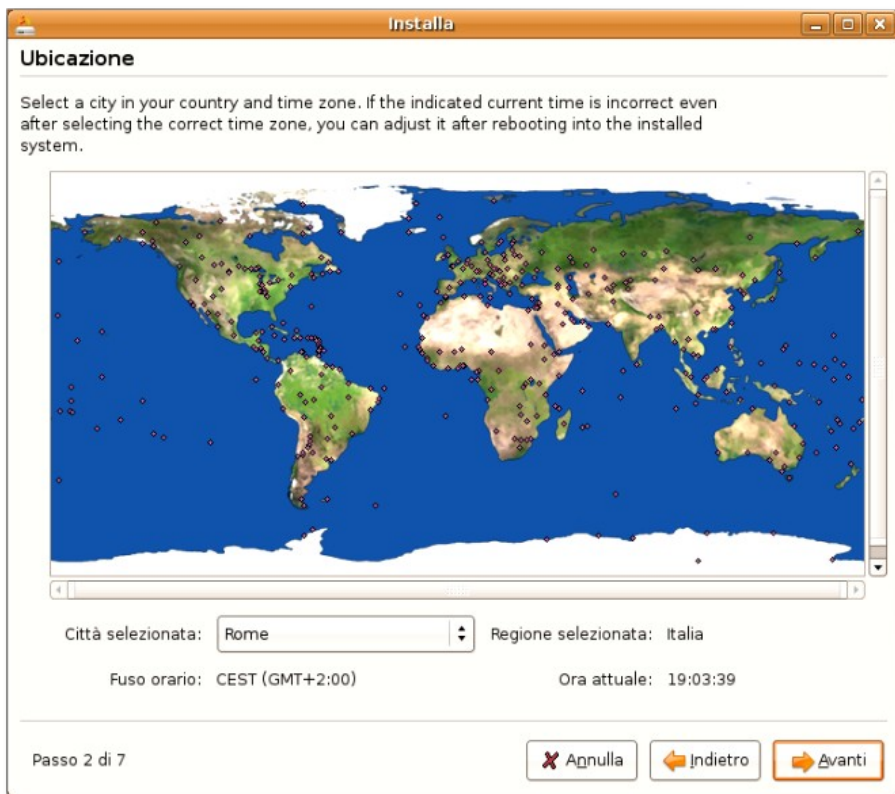 Installa
Ubicazione
Select a city in your country and time zone. If the indicated current time is incorrect even
after selecting the correct time zone, you can adjust it after rebooting into the installed
system.
Città selezionata: Rome Regione selezionata: Italia
Fuso orario: CEST (GMT+2:00) Ora attuale: 19:03:39
Passo 2 di 7 Annulla Indietro Avanti